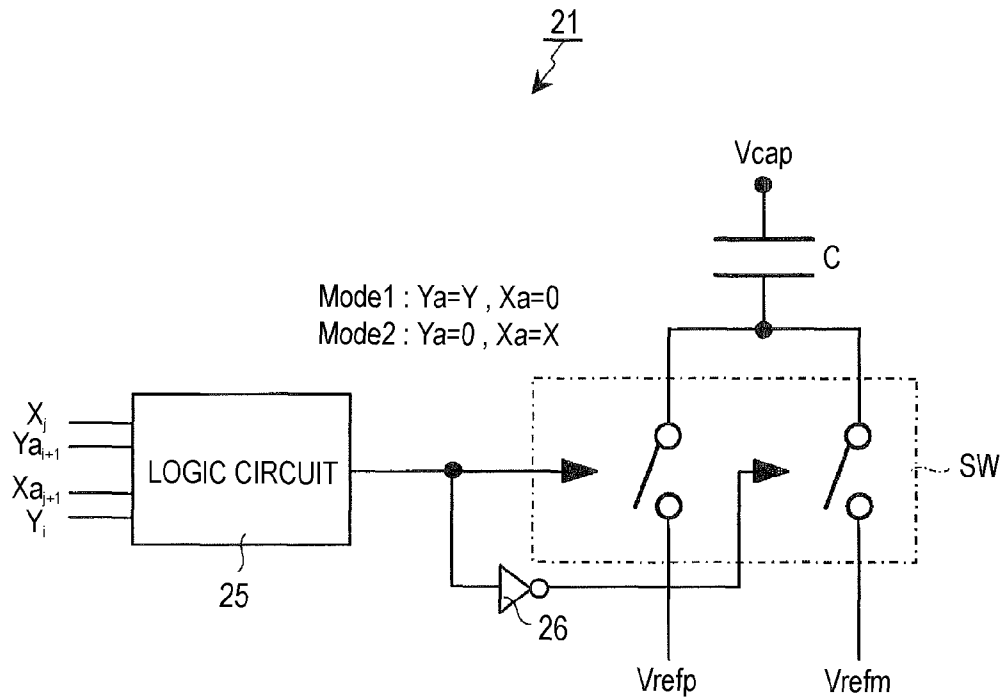 21
Vcap
C
Mode1 : Ya=Y , Xa=0
Mode2 : Ya=0 , Xa=X
Xj
Yai+1
Xaj+1
Yi
LOGIC CIRCUIT
SW
25
26
Vrefp
Vrefm